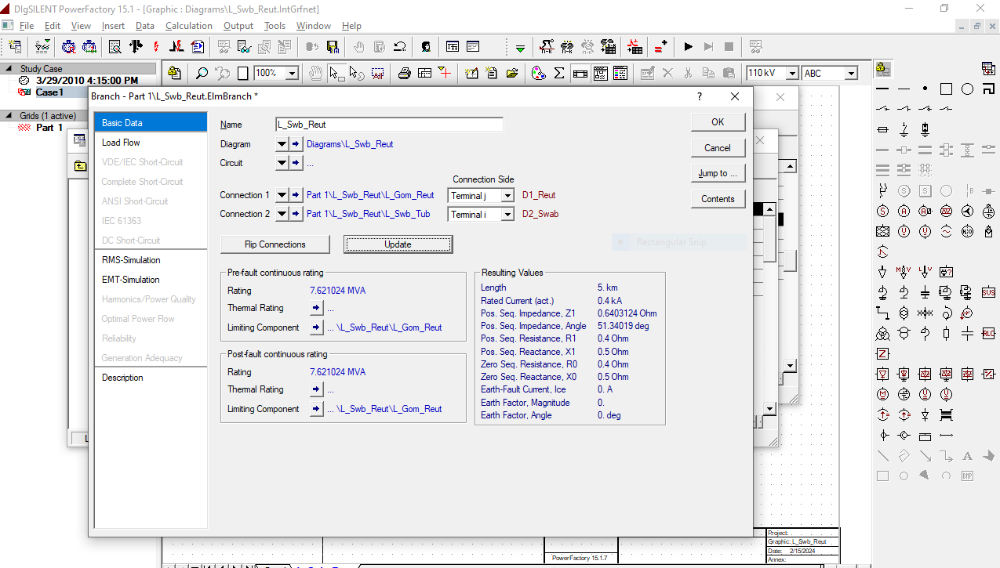 DIgSILENT PowerFactory 15.1 - [Graphic : Diagrams\L_Swb_Reut.IntGrfnet]
File Edit View Insert Data Calculation Output Tools Window Help
Study Case
3/29/2010 4:15:00 PM
Case1
Grids (1 active)
Part 1
100%
110 kV
ABC
Branch - Part 1\L_Swb_Reut.ElmBranch *
Basic Data
Load Flow
VDE/IEC Short-Circuit
Complete Short-Circuit
ANSI Short-Circuit
IEC 61363
DC Short-Circuit
RMS-Simulation
EMT-Simulation
Harmonics/Power Quality
Optimal Power Flow
Reliability
Generation Adequacy
Description
Name L_Swb_Reut
Diagram Diagrams\L_Swb_Reut
Circuit ...
Connection Side
Connection 1 Part 1\L_Swb_Reut\L_Gom_Reut Terminal j D1_Reut
Connection 2 Part 1\L_Swb_Reut\L_Swb_Tub Terminal i D2_Swab
Flip Connections Update
OK
Cancel
Jump to ...
Contents
Rectangular Snip
Pre-fault continuous rating
Rating 7.621024 MVA
Thermal Rating ...
Limiting Component ... \L_Swb_Reut\L_Gom_Reut
Post-fault continuous rating
Rating 7.621024 MVA
Thermal Rating ...
Limiting Component ... \L_Swb_Reut\L_Gom_Reut
Resulting Values
Length 5. km
Rated Current (act.) 0.4 kA
Pos. Seq. Impedance, Z1 0.6403124 Ohm
Pos. Seq. Impedance, Angle 51.34019 deg
Pos. Seq. Resistance, R1 0.4 Ohm
Pos. Seq. Reactance, X1 0.5 Ohm
Zero Seq. Resistance, R0 0.4 Ohm
Zero Seq. Reactance, X0 0.5 Ohm
Earth-Fault Current, Ice 0. A
Earth Factor, Magnitude 0.
Earth Factor, Angle 0. deg
SUS
RLC
BMP
PowerFactory 15.1.7
Project:
Graphic: L_Swb_Reut
Date: 2/15/2024
Annex: